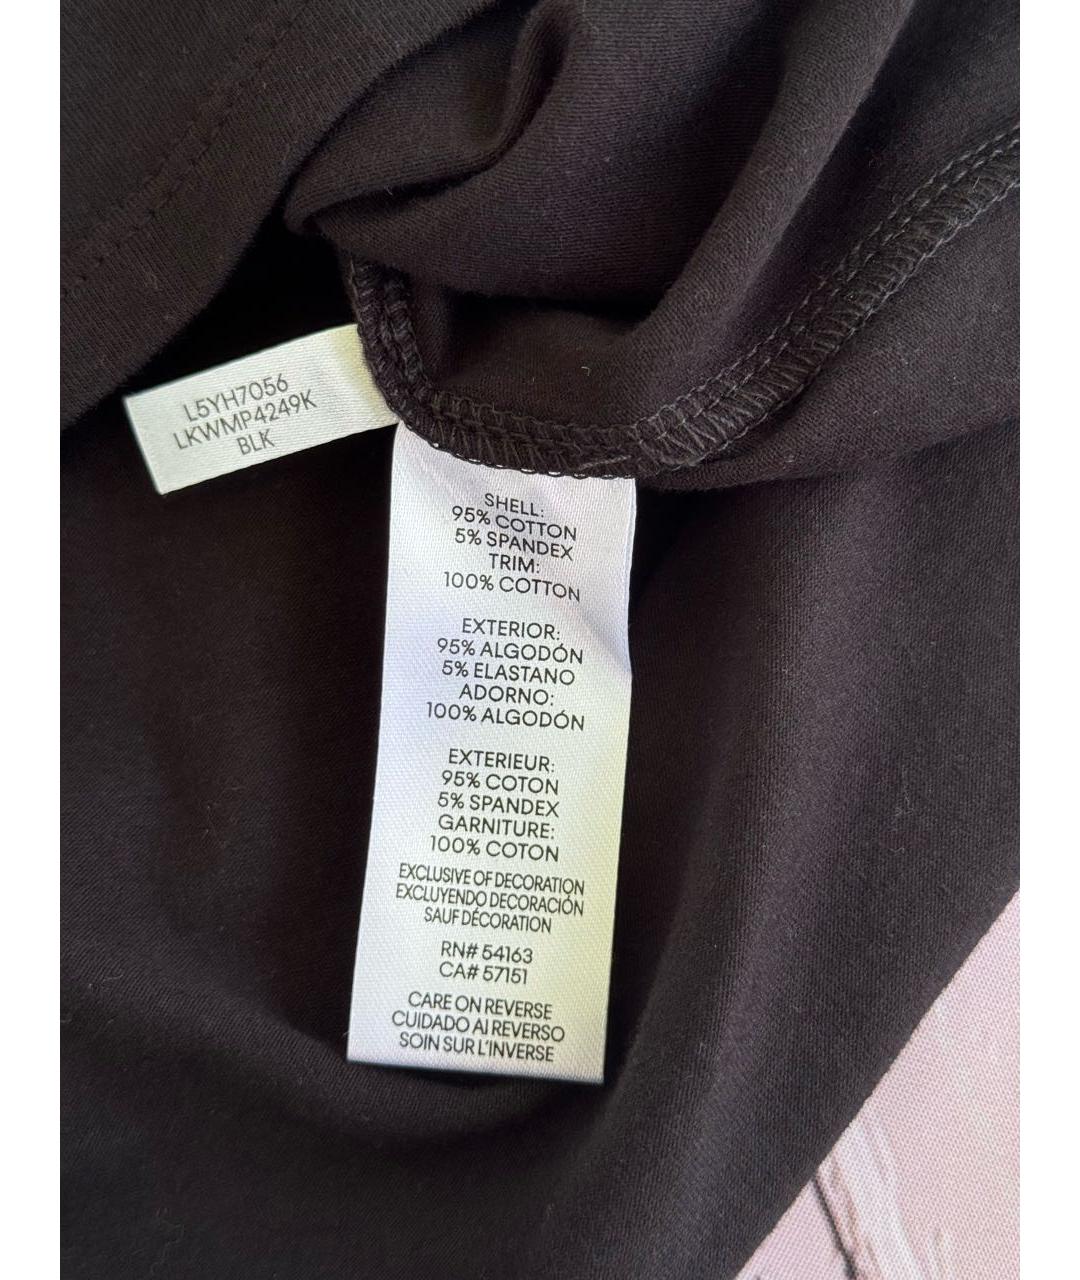 L5YH7056
LKWMP4249K
BLK
SHELL:
95% COTTON
5% SPANDEX
TRIM:
100% COTTON
EXTERIOR:
95% ALGODÓN
5% ELASTANO
ADORNO:
100% ALGODÓN
EXTERIEUR:
95% COTON
5% SPANDEX
GARNITURE:
100% COTON
EXCLUSIVE OF DECORATION
EXCLUYENDO DECORACIÓN
SAUF DÉCORATION
RN# 54163
CA# 57151
CARE ON REVERSE
CUIDADO AI REVERSO
SOIN SUR L'INVERSE